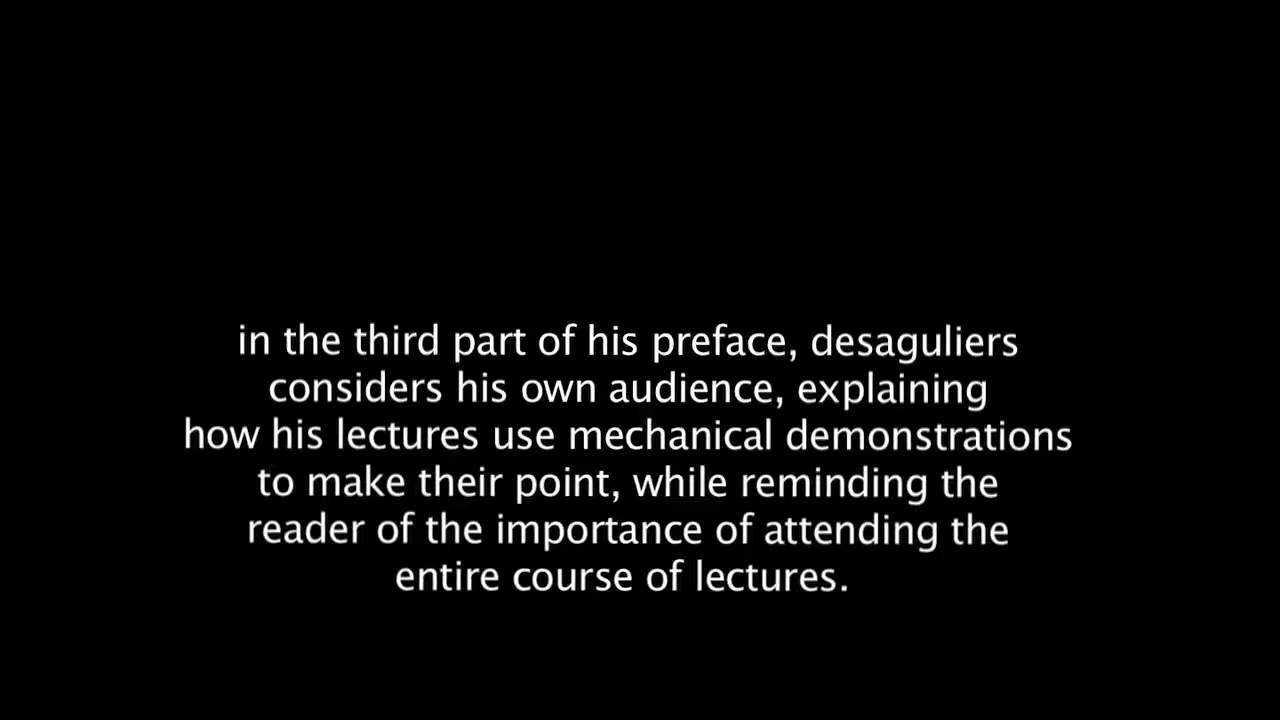 in the third part of his preface, desaguliers
considers his own audience, explaining
how his lectures use mechanical demonstrations
to make their point, while reminding the
reader of the importance of attending the
entire course of lectures.